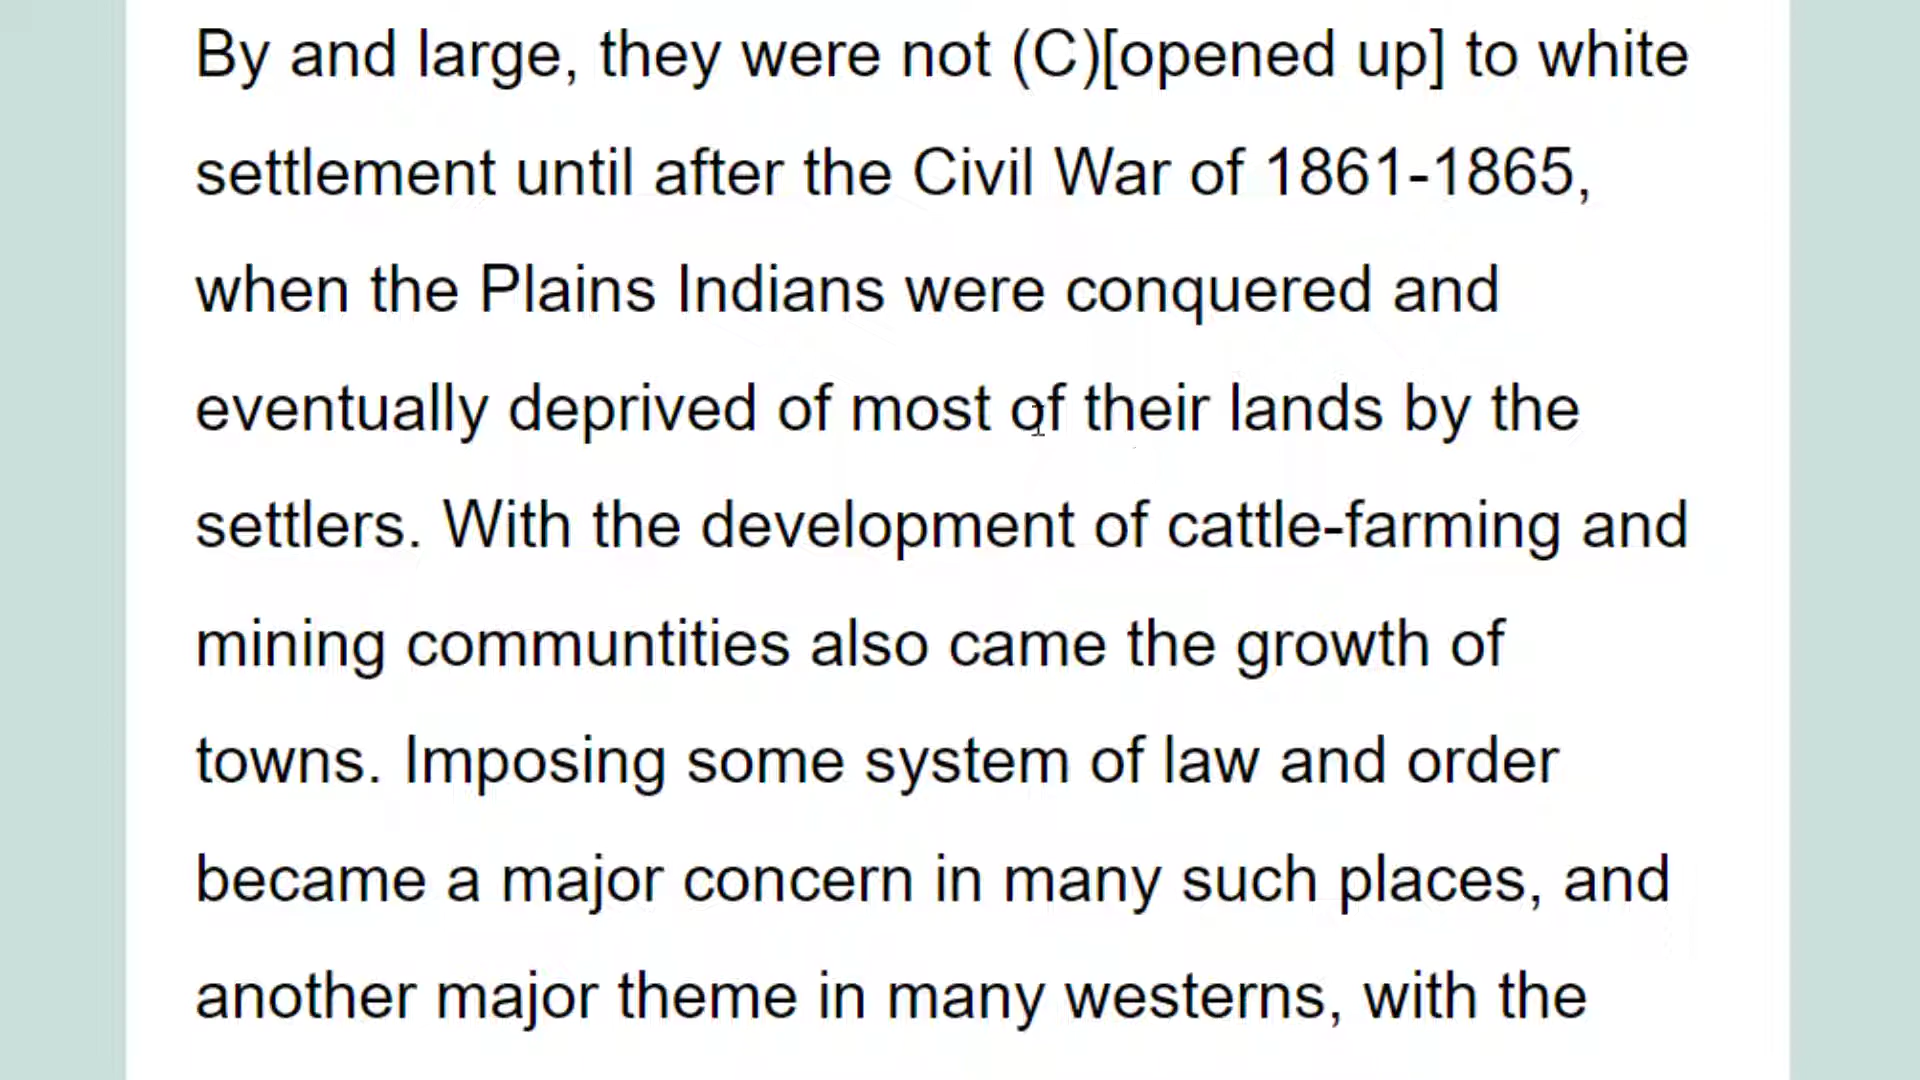 By and large, they were not (C)[opened up] to white
settlement until after the Civil War of 1861-1865,
when the Plains Indians were conquered and
eventually deprived of most of their lands by the
settlers. With the development of cattle-farming and
mining communtities also came the growth of
towns. Imposing some system of law and order
became a major concern in many such places, and
another major theme in many westerns, with the